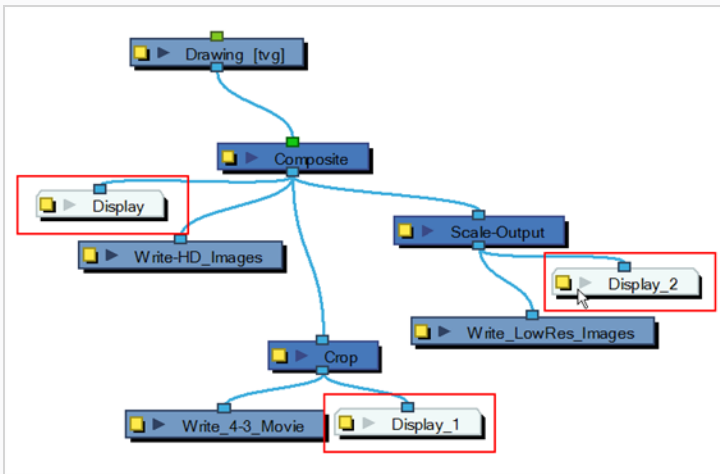 Drawing [tvg]
Composite
Display
Write-HD_Images
Scale-Output
Display_2
Write_LowRes_Images
Crop
Write_4-3_Movie
Display_1